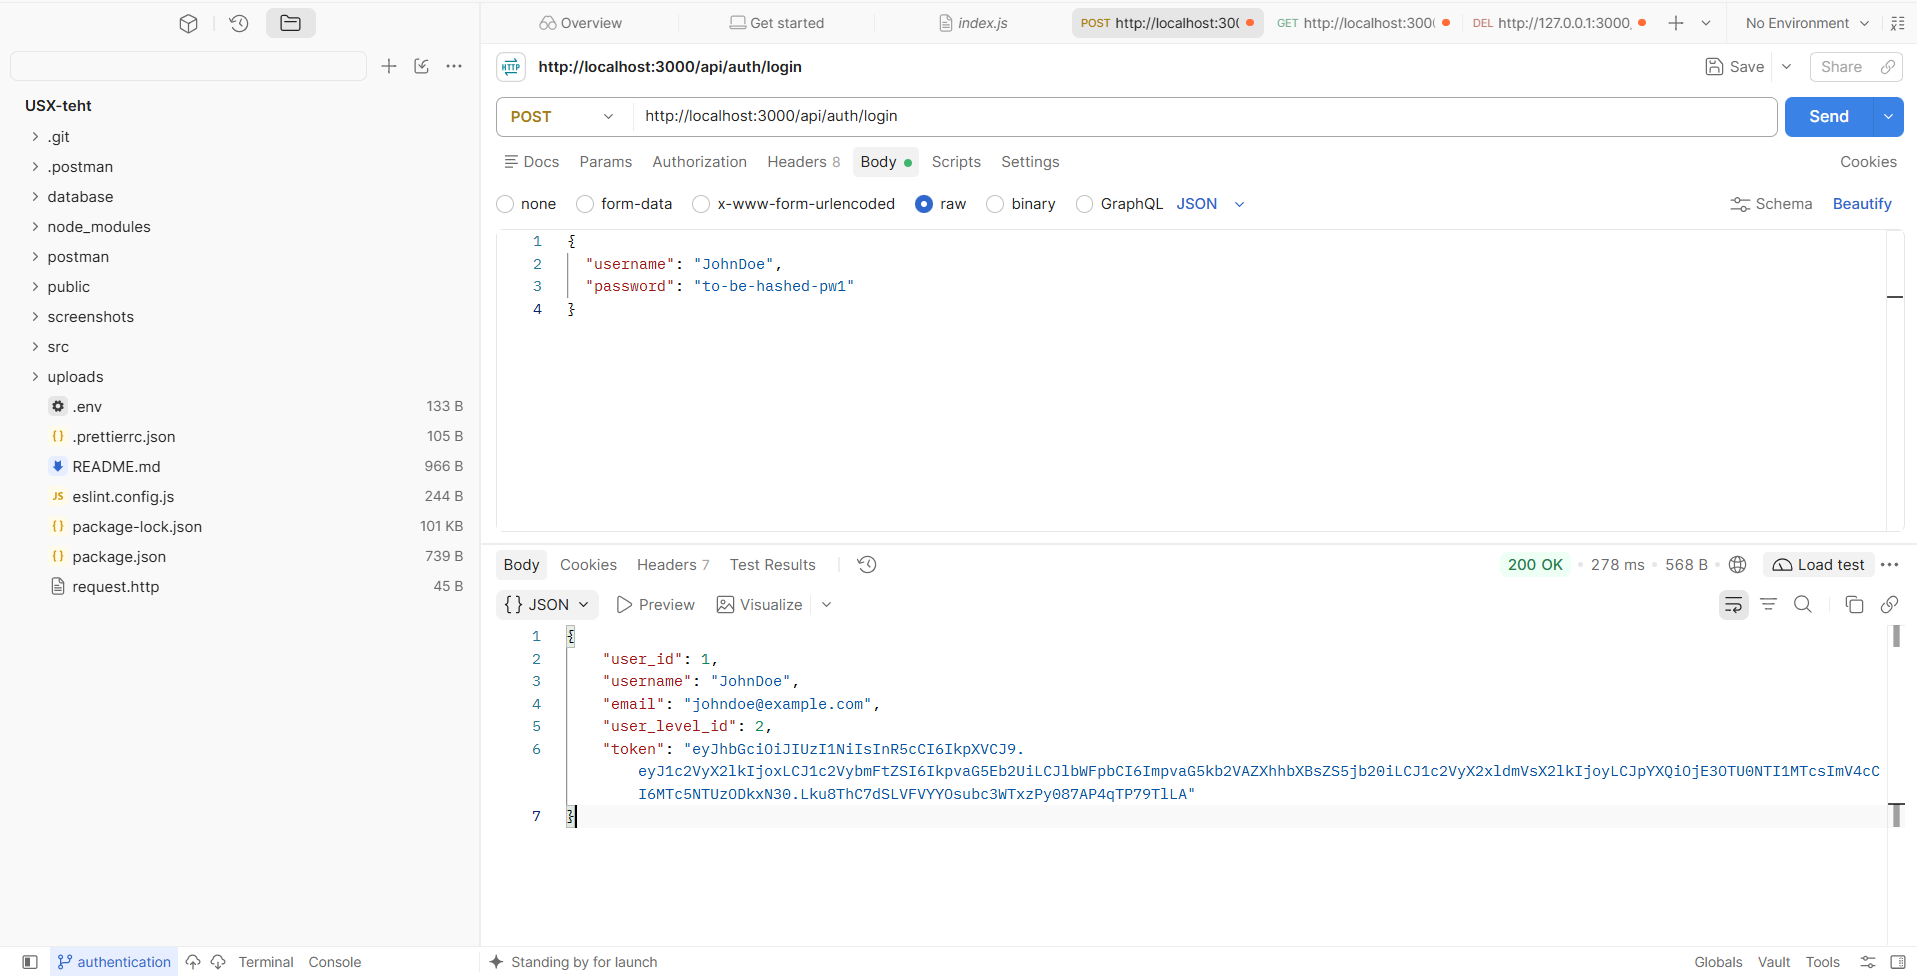 Overview
Get started
index.js
POST http://localhost:300
GET http://localhost:300
DEL http://127.0.0.1:3000
No Environment
HTTP http://localhost:3000/api/auth/login
Save
Share
USX-teht
.git
.postman
database
node_modules
postman
public
screenshots
src
uploads
.env 133 B
{} .prettierrc.json 105 B
README.md 966 B
JS eslint.config.js 244 B
{} package-lock.json 101 KB
{} package.json 739 B
request.http 45 B
POST http://localhost:3000/api/auth/login Send
Docs Params Authorization Headers 8 Body Scripts Settings Cookies
none form-data x-www-form-urlencoded raw binary GraphQL JSON Schema Beautify
1 {
2 "username": "JohnDoe",
3 "password": "to-be-hashed-pw1"
4 }
Body Cookies Headers 7 Test Results 200 OK • 278 ms • 568 B • Load test
{} JSON Preview Visualize
1 {
2 "user_id": 1,
3 "username": "JohnDoe",
4 "email": "johndoe@example.com",
5 "user_level_id": 2,
6 "token": "eyJhbGciOiJIUzI1NiIsInR5cCI6IkpXVCJ9.
eyJ1c2VyX2lkIjoxLCJ1c2VybmFtZSI6IkpvaG5Eb2UiLCJlbWFpbCI6ImpvaG5kb2VAZXhhbXBsZS5jb20iLCJ1c2VyX2xldmVsX2lkIjoyLCJpYXQiOjE3OTU0NTI1MTcsImV4cC
I6MTc5NTUzODkxN30.Lku8ThC7dSLVFVYYOsubc3WTxzPy087AP4qTP79TlLA"
7 }
authentication Terminal Console
Standing by for launch
Globals Vault Tools